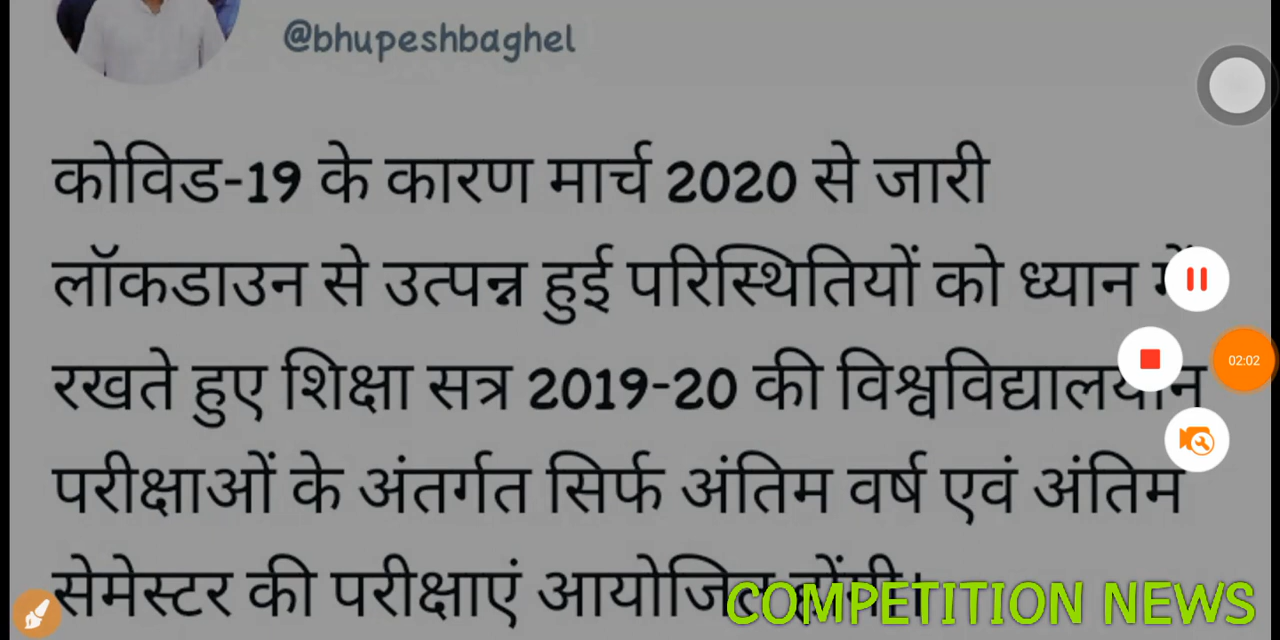 @bhupeshbaghel
कोविड-19 के कारण मार्च 2020 से जारी
लॉकडाउन से उत्पन्न हुई परिस्थितियों को ध्यान में
02:02
रखते हुए शिक्षा सत्र 2019-20 की विश्वविद्यालयीन
परीक्षाओं के अंतर्गत सिर्फ अंतिम वर्ष एवं अंतिम
सेमेस्टर की परीक्षाएं आयोजित होंगी।
COMPETITION NEWS